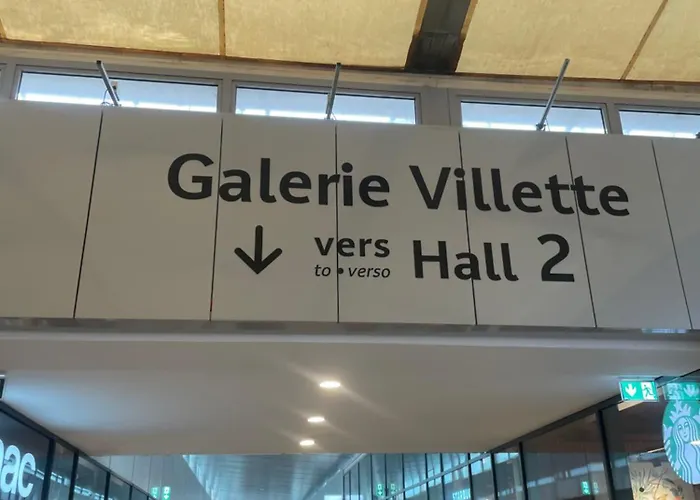 Galerie Villette
vers Hall 2
to • verso